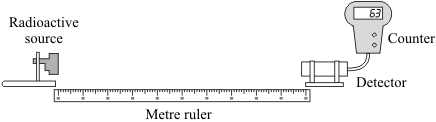 Radioactive
source
63
Counter
Detector
Metre ruler